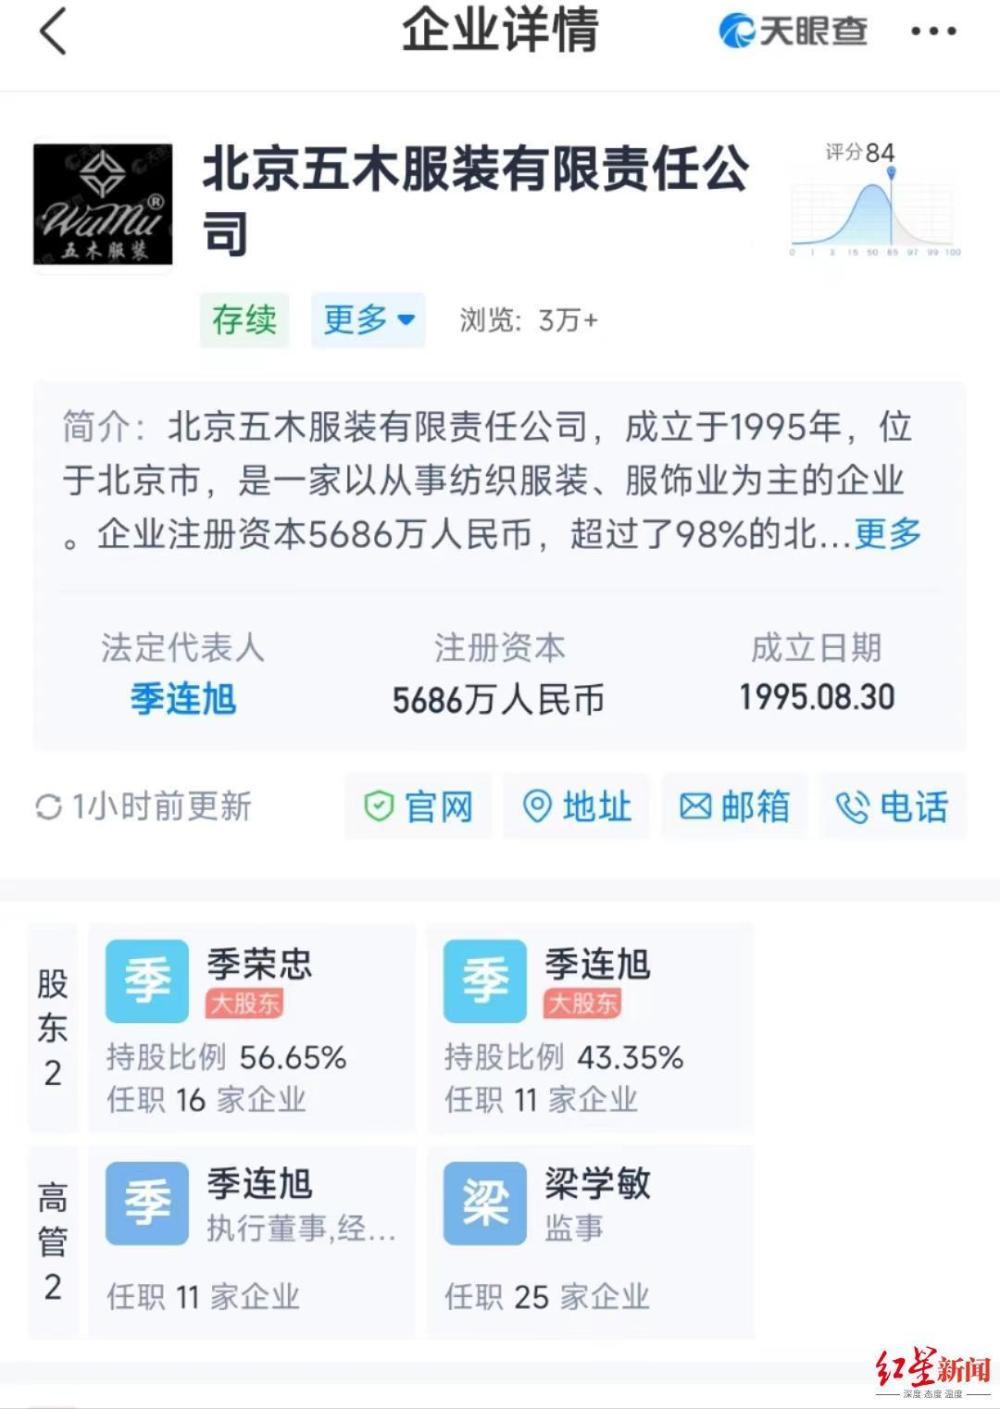 企业详情
天眼查
WuMu®
五木服装
北京五木服装有限责任公
司
评分84
0 1 3 15 50 85 97 99 100
存续
更多
浏览：3万+
简介：北京五木服装有限责任公司，成立于1995年，位
于北京市，是一家以从事纺织服装、服饰业为主的企业
。企业注册资本5686万人民币，超过了98%的北...更多
法定代表人
季连旭
注册资本
5686万人民币
成立日期
1995.08.30
1小时前更新
官网
地址
邮箱
电话
股东2
季
季荣忠
大股东
持股比例 56.65%
任职 16 家企业
季
季连旭
大股东
持股比例 43.35%
任职 11 家企业
高管2
季
季连旭
执行董事,经...
任职 11 家企业
梁
梁学敏
监事
任职 25 家企业
红星新闻
深度 态度 温度